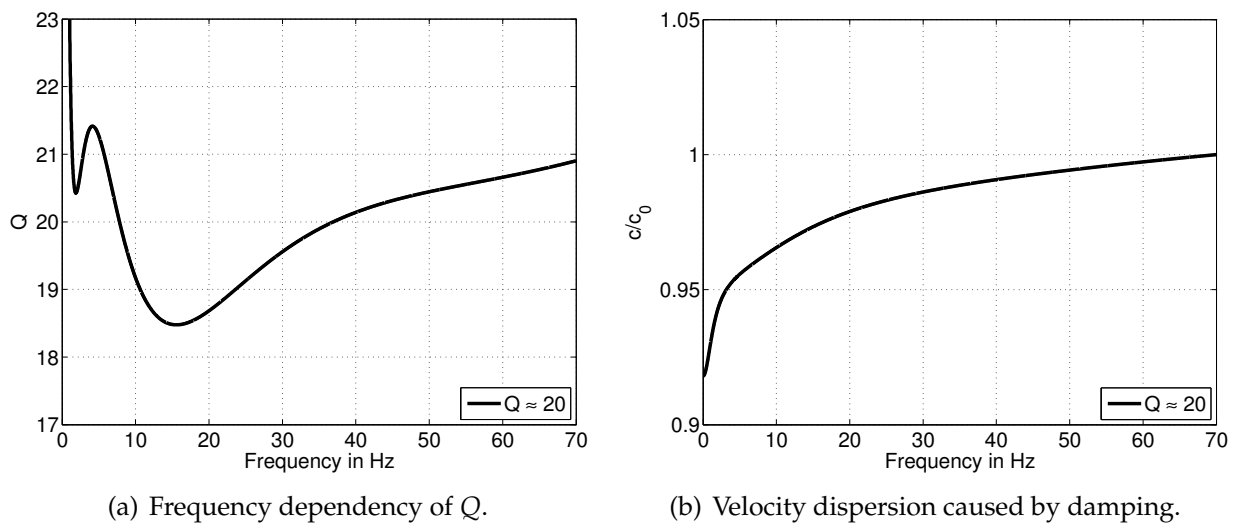 23
22
21
20
19
18
17
Q
0 10 20 30 40 50 60 70
Frequency in Hz
Q ≈ 20
(a) Frequency dependency of Q.
1.05
1
0.95
0.9
c/c₀
0 10 20 30 40 50 60 70
Frequency in Hz
Q ≈ 20
(b) Velocity dispersion caused by damping.